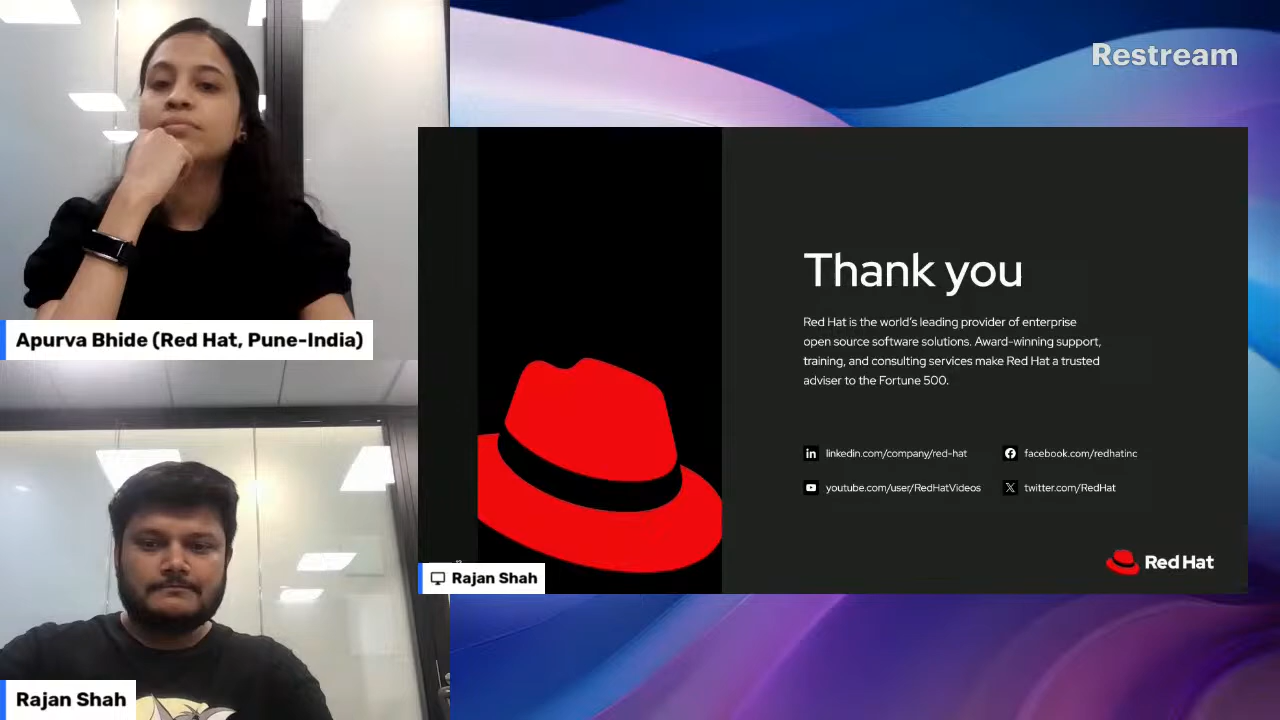 Restream
Apurva Bhide (Red Hat, Pune-India)
Thank you
Red Hat is the world's leading provider of enterprise
open source software solutions. Award-winning support,
training, and consulting services make Red Hat a trusted
adviser to the Fortune 500.
linkedin.com/company/red-hat
facebook.com/redhatinc
youtube.com/user/RedHatVideos
twitter.com/RedHat
Red Hat
Rajan Shah
Rajan Shah